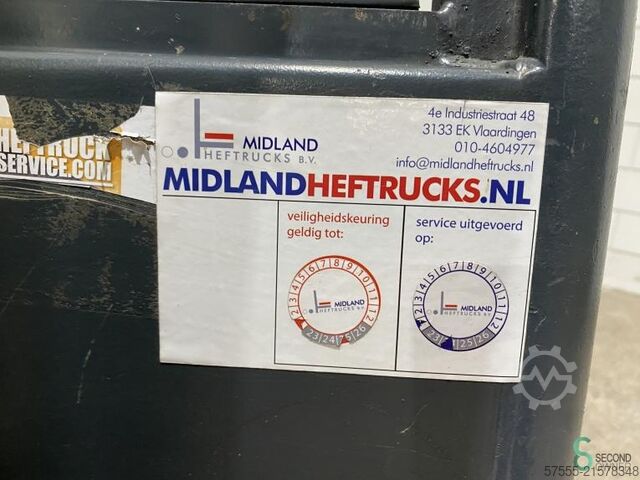 HEFTRUCK
SERVICE.COM
MIDLAND
HEFTRUCKS B.V.
4e Industriestraat 48
3133 EK Vlaardingen
010-4604977
info@midlandheftrucks.nl
MIDLANDHEFTRUCKS.NL
veiligheidskeuring
geldig tot:
service uitgevoerd
op:
2|3|4|5|6|7|8|9|10|11|12
MIDLAND
HEFTRUCKS B.V.
23|24|25|26
2|3|4|5|6|7|8|9|10|11|12
MIDLAND
HEFTRUCKS B.V.
23 25|26
SECOND
57555-21578348